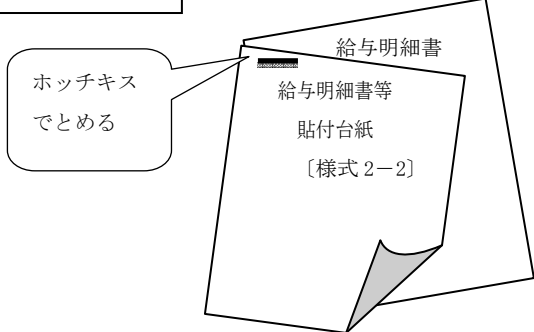 給与明細書
ホッチキス
でとめる
給与明細書等
貼付台紙
〔様式2－2〕